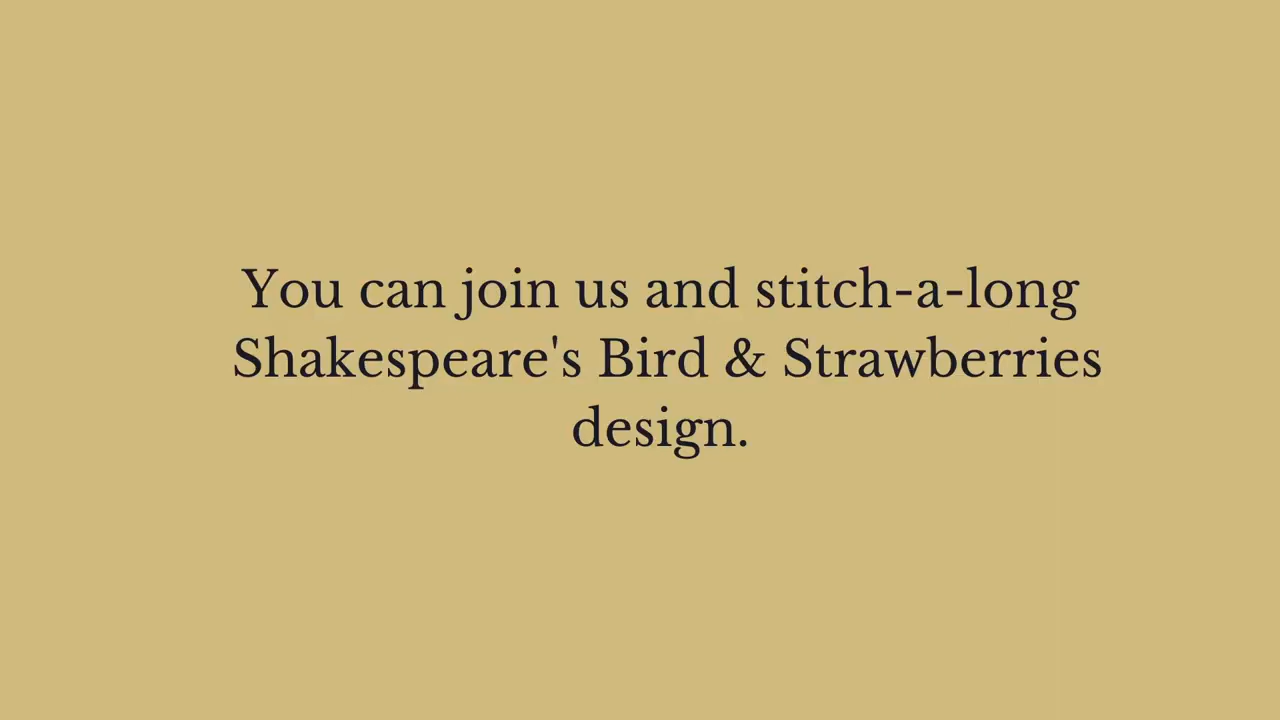 You can join us and stitch-a-long
Shakespeare's Bird & Strawberries
design.